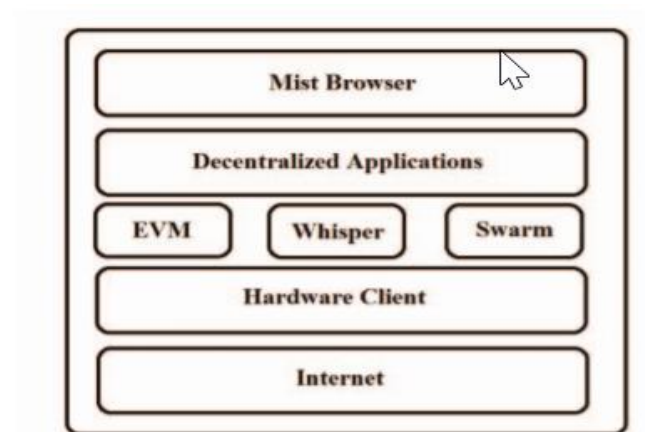 Mist Browser
Decentralized Applications
EVM Whisper Swarm
Hardware Client
Internet